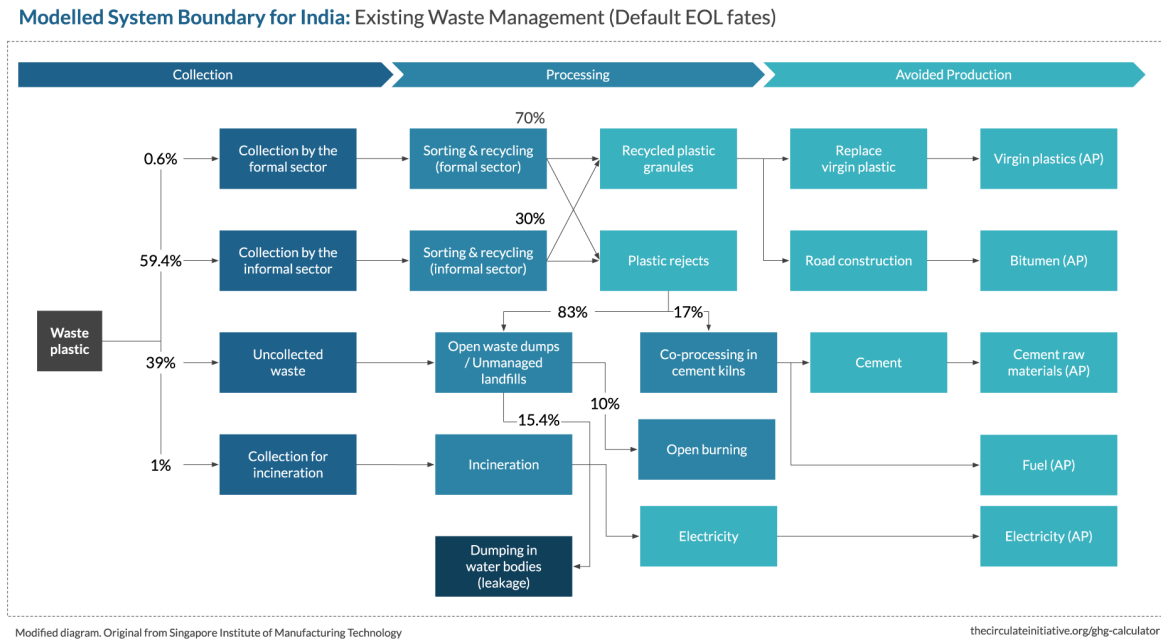 Modelled System Boundary for India: Existing Waste Management (Default EOL fates)
Collection
Processing
Avoided Production
70%
0.6%
Collection by the
formal sector
Sorting & recycling
(formal sector)
Recycled plastic
granules
Replace
virgin plastic
Virgin plastics (AP)
30%
59.4%
Collection by the
informal sector
Sorting & recycling
(informal sector)
Plastic rejects
Road construction
Bitumen (AP)
83%
17%
Waste
plastic
39%
Uncollected
waste
Open waste dumps
/ Unmanaged
landfills
Co-processing in
cement kilns
Cement
Cement raw
materials (AP)
10%
15.4%
Open burning
1%
Collection for
incineration
Incineration
Fuel (AP)
Electricity
Electricity (AP)
Dumping in
water bodies
(leakage)
Modified diagram. Original from Singapore Institute of Manufacturing Technology
thecirculateinitiative.org/ghg-calculator